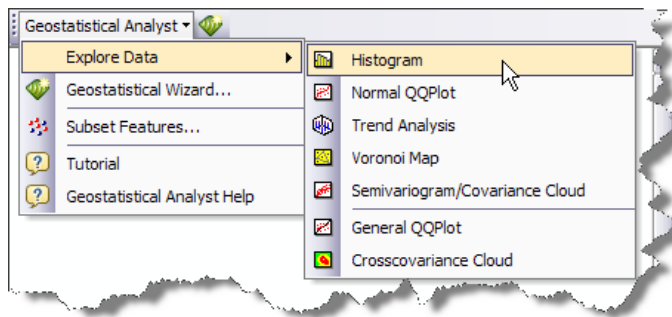 Geostatistical Analyst
Explore Data
Geostatistical Wizard...
Subset Features...
Tutorial
Geostatistical Analyst Help
Histogram
Normal QQPlot
Trend Analysis
Voronoi Map
Semivariogram/Covariance Cloud
General QQPlot
Crosscovariance Cloud